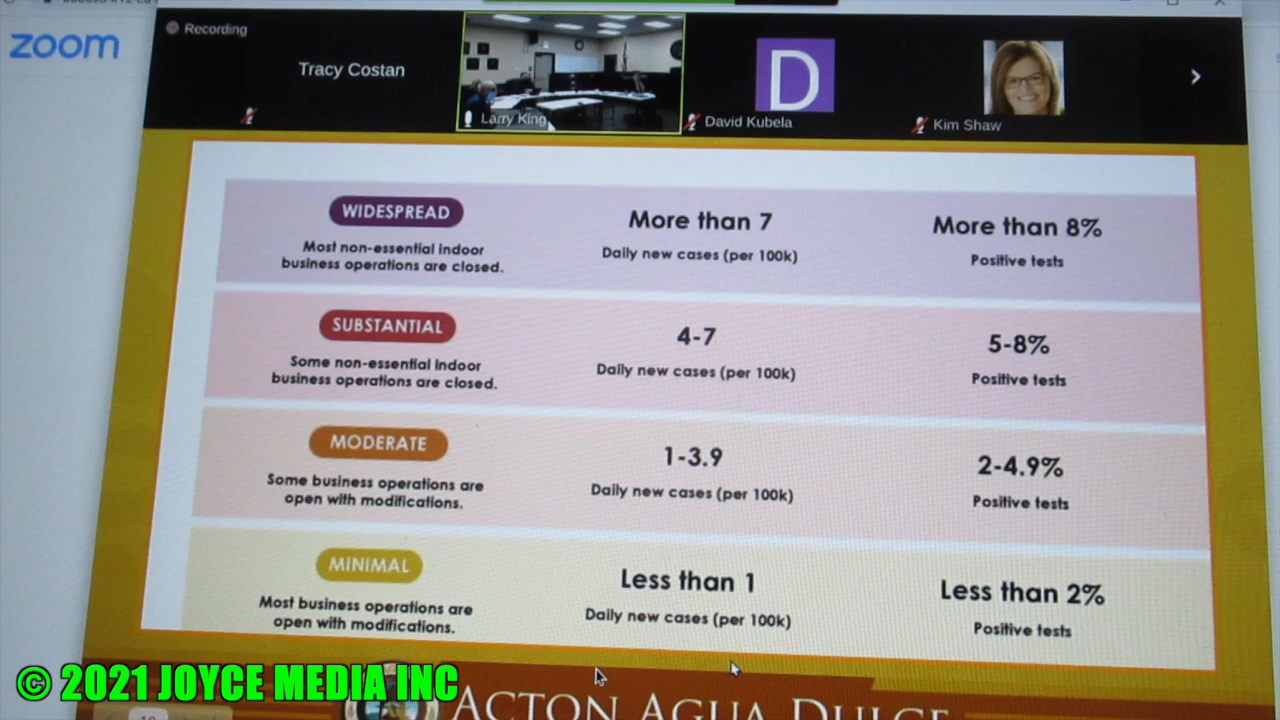 zoom
Recording
Tracy Costan
Larry King
D
David Kubela
Kim Shaw
WIDESPREAD
Most non-essential indoor
business operations are closed.
More than 7
Daily new cases (per 100k)
More than 8%
Positive tests
SUBSTANTIAL
Some non-essential indoor
business operations are closed.
4-7
Daily new cases (per 100k)
5-8%
Positive tests
MODERATE
Some business operations are
open with modifications.
1-3.9
Daily new cases (per 100k)
2-4.9%
Positive tests
MINIMAL
Most business operations are
open with modifications.
Less than 1
Daily new cases (per 100k)
Less than 2%
Positive tests
© 2021 JOYCE MEDIA INC
ACTON AGUA DULCE